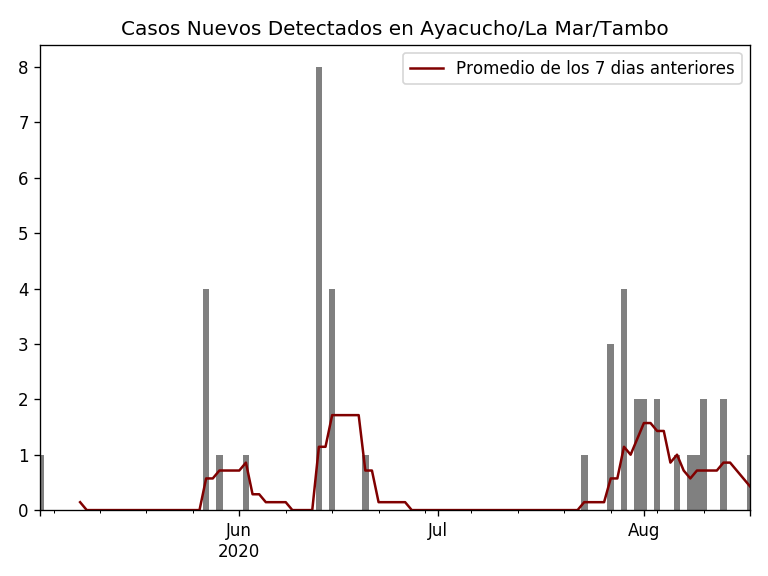 Casos Nuevos Detectados en Ayacucho/La Mar/Tambo
Promedio de los 7 dias anteriores
8
7
6
5
4
3
2
1
0
Jun
2020
Jul
Aug